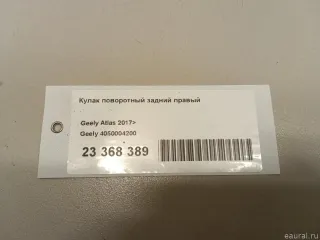 Кулак поворотный задний правый
Geely Atlas 2017>
Geely 4050004200
23 368 389
eaural.ru